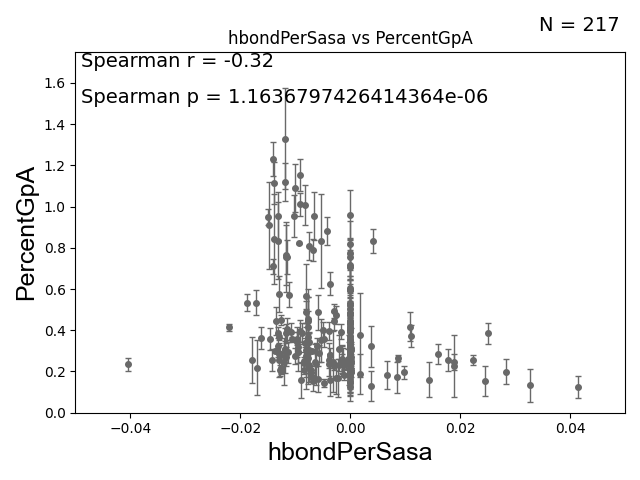 N = 217
hbondPerSasa vs PercentGpA
Spearman r = -0.32
Spearman p = 1.1636797426414364e-06
1.6
1.4
1.2
1.0
0.8
0.6
0.4
0.2
0.0
PercentGpA
−0.04 −0.02 0.00 0.02 0.04
hbondPerSasa